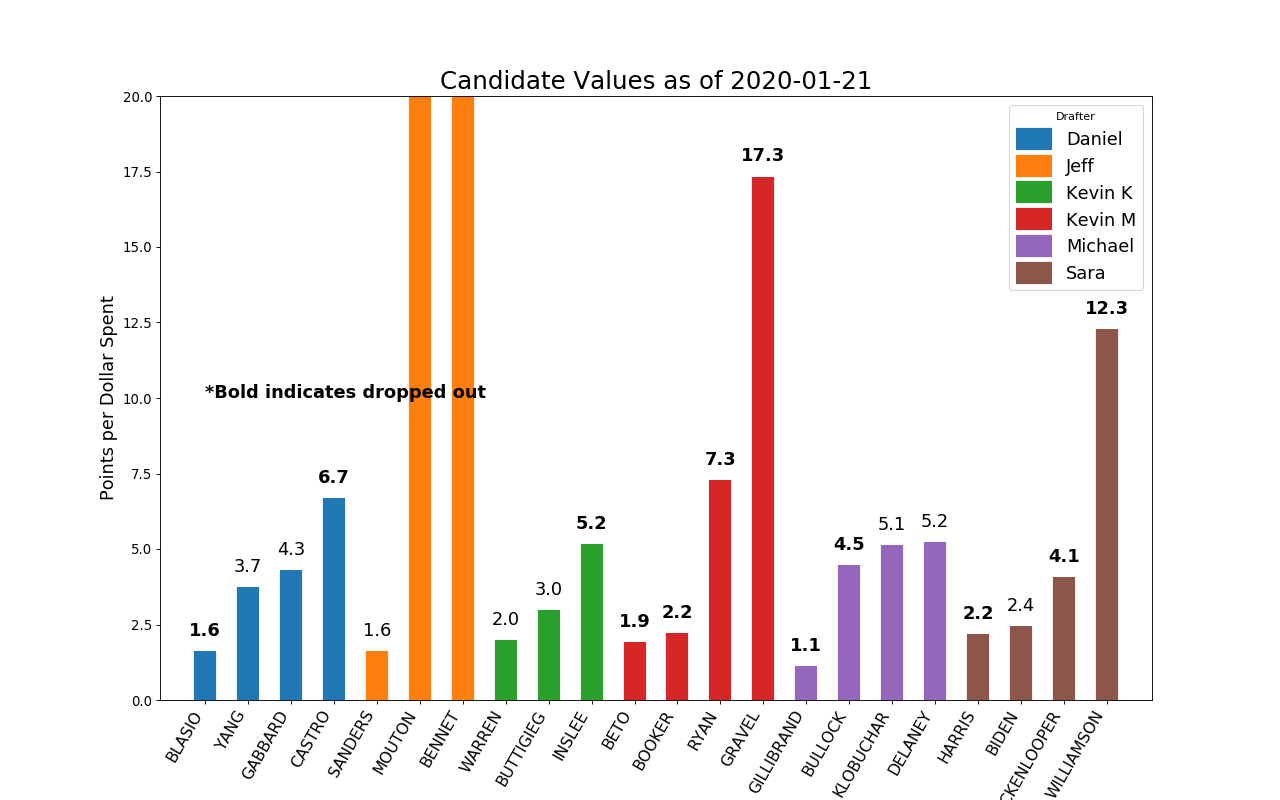 Candidate Values as of 2020-01-21
Points per Dollar Spent
20.0
17.5
15.0
12.5
10.0
7.5
5.0
2.5
0.0
Drafter
Daniel
Jeff
Kevin K
Kevin M
Michael
Sara
*Bold indicates dropped out
1.6
3.7
4.3
6.7
1.6
2.0
3.0
5.2
1.9
2.2
7.3
17.3
1.1
4.5
5.1
5.2
2.2
2.4
4.1
12.3
BLASIO
YANG
GABBARD
CASTRO
SANDERS
MOUTON
BENNET
WARREN
BUTTIGIEG
INSLEE
BETO
BOOKER
RYAN
GRAVEL
GILLIBRAND
BULLOCK
KLOBUCHAR
DELANEY
HARRIS
BIDEN
CKENLOOPER
WILLIAMSON